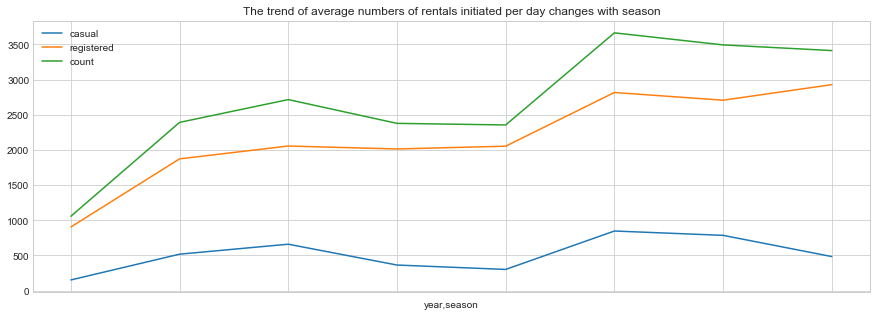 The trend of average numbers of rentals initiated per day changes with season
casual
registered
count
3500
3000
2500
2000
1500
1000
500
0
year,season